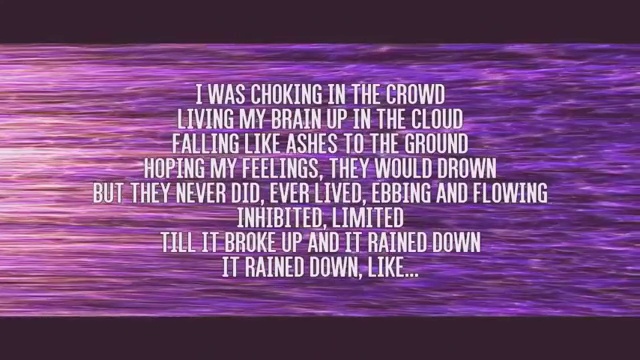 I WAS CHOKING IN THE CROWD
LIVING MY BRAIN UP IN THE CLOUD
FALLING LIKE ASHES TO THE GROUND
HOPING MY FEELINGS, THEY WOULD DROWN
BUT THEY NEVER DID, EVER LIVED, EBBING AND FLOWING
INHIBITED, LIMITED
TILL IT BROKE UP AND IT RAINED DOWN
IT RAINED DOWN, LIKE...